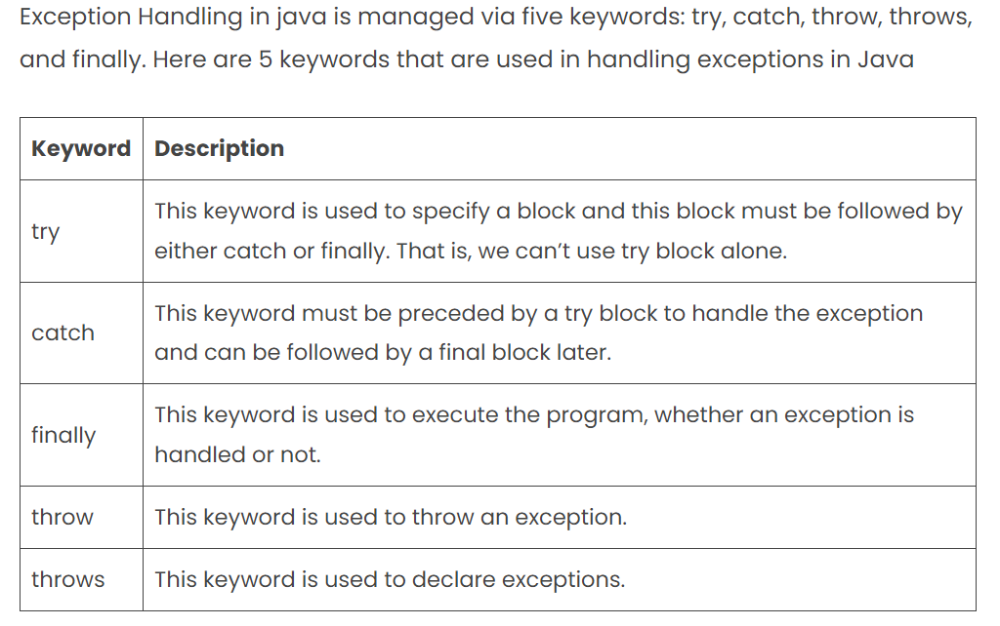 Exception Handling in java is managed via five keywords: try, catch, throw, throws,
and finally. Here are 5 keywords that are used in handling exceptions in Java
Keyword Description
try
This keyword is used to specify a block and this block must be followed by
either catch or finally. That is, we can’t use try block alone.
catch
This keyword must be preceded by a try block to handle the exception
and can be followed by a final block later.
finally
This keyword is used to execute the program, whether an exception is
handled or not.
throw This keyword is used to throw an exception.
throws This keyword is used to declare exceptions.